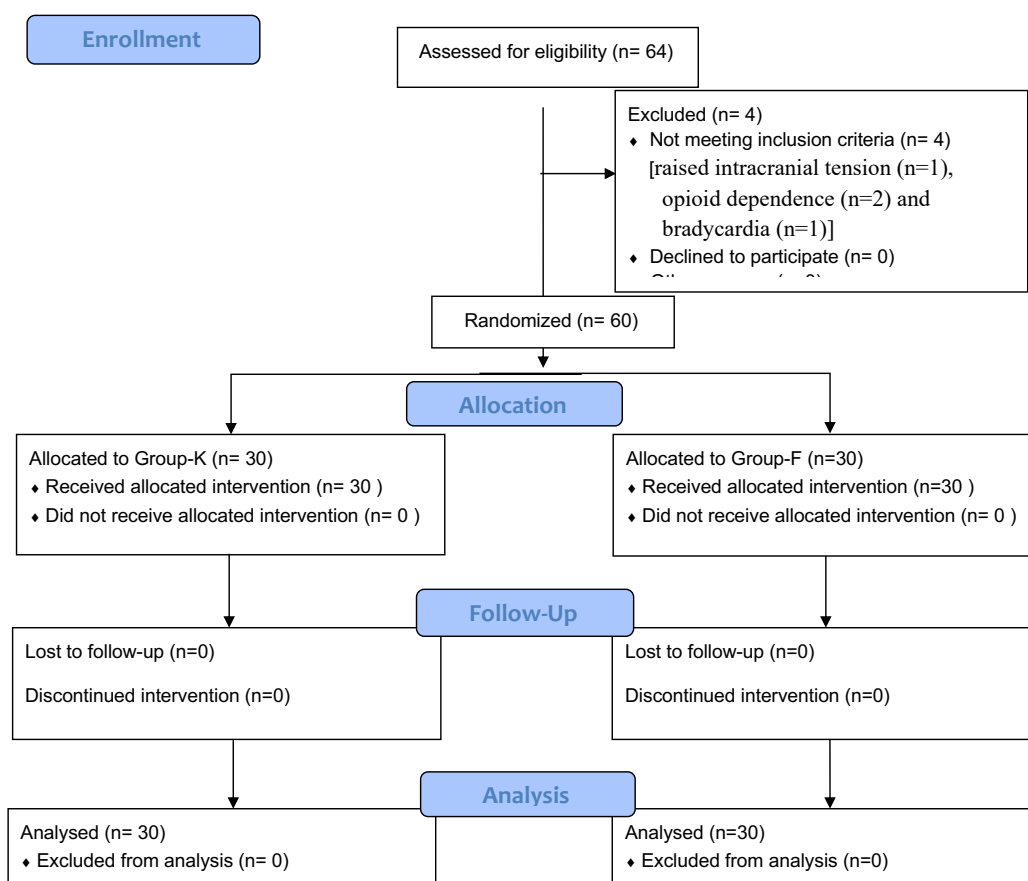 Enrollment
Assessed for eligibility (n= 64)
Excluded (n= 4)
♦ Not meeting inclusion criteria (n= 4)
[raised intracranial tension (n=1),
opioid dependence (n=2) and
bradycardia (n=1)]
♦ Declined to participate (n= 0)
Randomized (n= 60)
Allocation
Allocated to Group-K (n= 30)
♦ Received allocated intervention (n= 30 )
♦ Did not receive allocated intervention (n= 0 )
Allocated to Group-F (n=30)
♦ Received allocated intervention (n=30 )
♦ Did not receive allocated intervention (n= 0 )
Follow-Up
Lost to follow-up (n=0)
Discontinued intervention (n=0)
Lost to follow-up (n=0)
Discontinued intervention (n=0)
Analysis
Analysed (n= 30)
♦ Excluded from analysis (n= 0)
Analysed (n=30)
♦ Excluded from analysis (n=0)